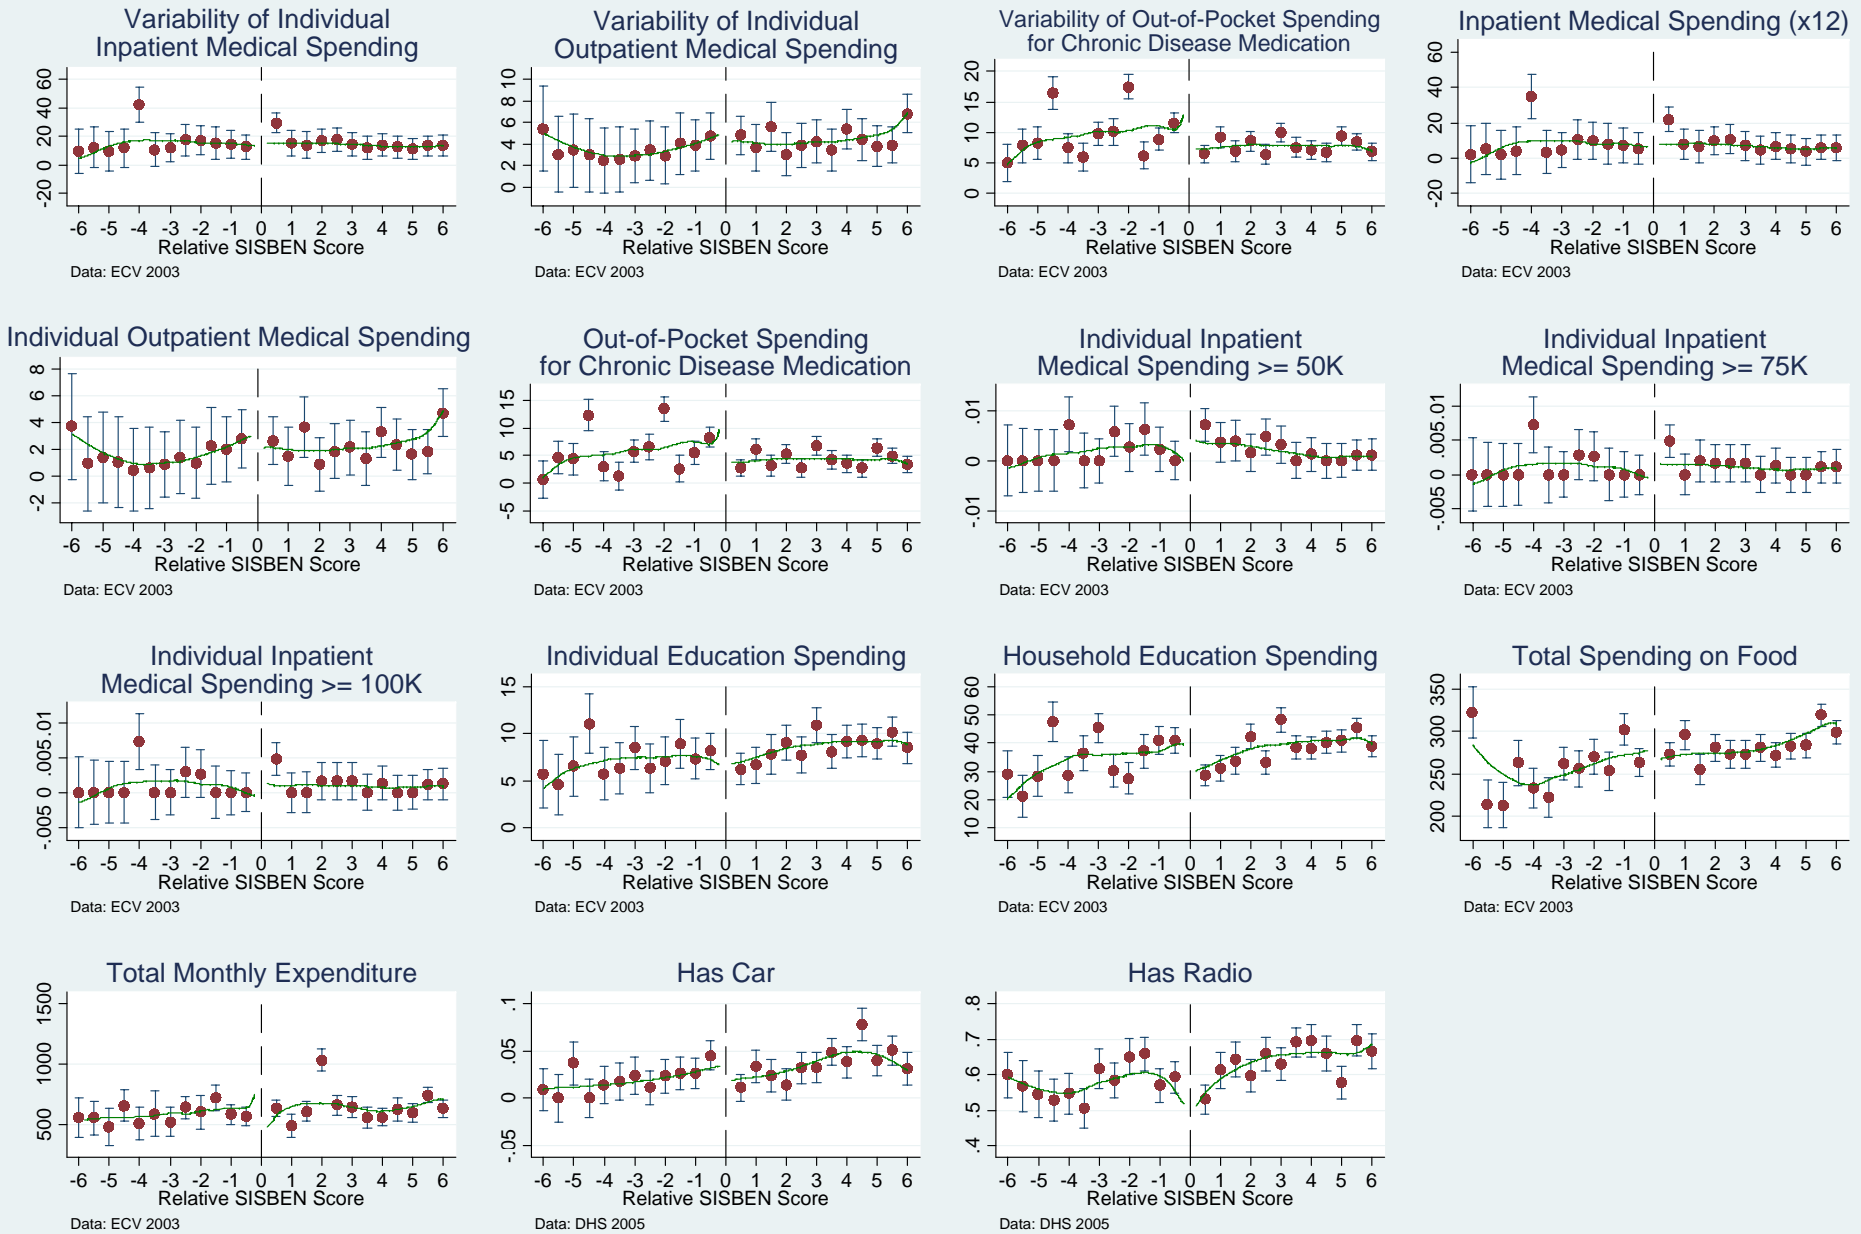 Variability of Individual
Inpatient Medical Spending
60
40
20
0
-20
-6 -5 -4 -3 -2 -1 0 1 2 3 4 5 6
Relative SISBEN Score
Data: ECV 2003
Variability of Individual
Outpatient Medical Spending
10
8
6
4
2
0
-6 -5 -4 -3 -2 -1 0 1 2 3 4 5 6
Relative SISBEN Score
Data: ECV 2003
Variability of Out-of-Pocket Spending
for Chronic Disease Medication
20
15
10
5
0
-6 -5 -4 -3 -2 -1 0 1 2 3 4 5 6
Relative SISBEN Score
Data: ECV 2003
Inpatient Medical Spending (x12)
60
40
20
0
-20
-6 -5 -4 -3 -2 -1 0 1 2 3 4 5 6
Relative SISBEN Score
Data: ECV 2003
Individual Outpatient Medical Spending
8
6
4
2
0
-2
-6 -5 -4 -3 -2 -1 0 1 2 3 4 5 6
Relative SISBEN Score
Data: ECV 2003
Out-of-Pocket Spending
for Chronic Disease Medication
15
10
5
0
-5
-6 -5 -4 -3 -2 -1 0 1 2 3 4 5 6
Relative SISBEN Score
Data: ECV 2003
Individual Inpatient
Medical Spending >= 50K
.01
0
-.01
-6 -5 -4 -3 -2 -1 0 1 2 3 4 5 6
Relative SISBEN Score
Data: ECV 2003
Individual Inpatient
Medical Spending >= 75K
.01
.005
0
-.005
-6 -5 -4 -3 -2 -1 0 1 2 3 4 5 6
Relative SISBEN Score
Data: ECV 2003
Individual Inpatient
Medical Spending >= 100K
.01
.005
0
-.005
-6 -5 -4 -3 -2 -1 0 1 2 3 4 5 6
Relative SISBEN Score
Data: ECV 2003
Individual Education Spending
15
10
5
0
-6 -5 -4 -3 -2 -1 0 1 2 3 4 5 6
Relative SISBEN Score
Data: ECV 2003
Household Education Spending
60
50
40
30
20
10
-6 -5 -4 -3 -2 -1 0 1 2 3 4 5 6
Relative SISBEN Score
Data: ECV 2003
Total Spending on Food
350
300
250
200
-6 -5 -4 -3 -2 -1 0 1 2 3 4 5 6
Relative SISBEN Score
Data: ECV 2003
Total Monthly Expenditure
1500
1000
500
-6 -5 -4 -3 -2 -1 0 1 2 3 4 5 6
Relative SISBEN Score
Data: ECV 2003
Has Car
.1
.05
0
-.05
-6 -5 -4 -3 -2 -1 0 1 2 3 4 5 6
Relative SISBEN Score
Data: DHS 2005
Has Radio
.8
.7
.6
.5
.4
-6 -5 -4 -3 -2 -1 0 1 2 3 4 5 6
Relative SISBEN Score
Data: DHS 2005